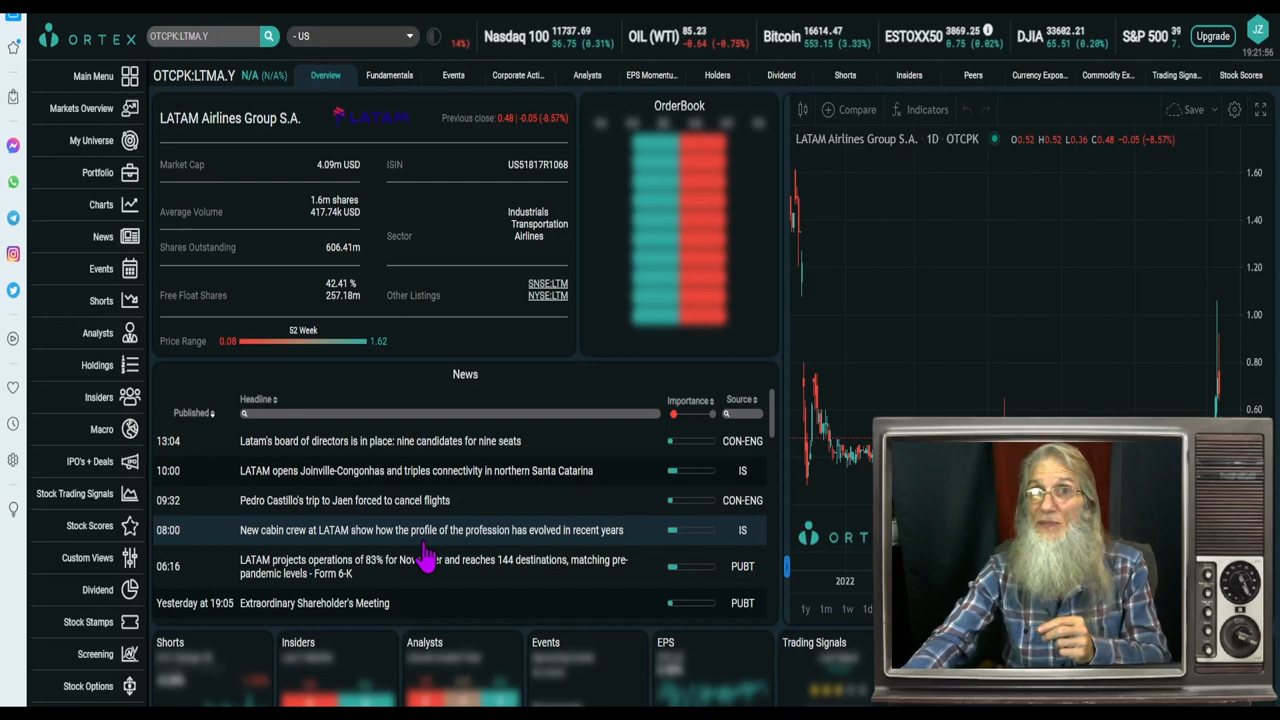 ORTEX
OTCPK:LTMA.Y
- US
14%)
Nasdaq 100 11737.69
36.75 (0.31%)
OIL (WTI) 85.23
-0.64 (-0.75%)
Bitcoin 16614.47
553.15 (3.33%)
ESTOXX50 3869.25
0.75 (0.02%)
DJIA 33602.21
65.51 (0.20%)
S&P 500 39
7.
Upgrade
JZ
19:21:56
Main Menu
Markets Overview
My Universe
Portfolio
Charts
News
Events
Shorts
Analysts
Holdings
Insiders
Macro
IPO's + Deals
Stock Trading Signals
Stock Scores
Custom Views
Dividend
Stock Stamps
Screening
Stock Options
OTCPK:LTMA.Y N/A (N/A%)
Overview
Fundamentals
Events
Corporate Acti...
Analysts
EPS Momentu...
Holders
Dividend
Shorts
Insiders
Peers
Currency Expos...
Commodity Ex...
Trading Signa...
Stock Scores
LATAM Airlines Group S.A.
LATAM
Previous close: 0.48 | -0.05 (-8.57%)
Market Cap 4.09m USD
Average Volume 1.6m shares
417.74k USD
Shares Outstanding 606.41m
Free Float Shares 42.41 %
257.18m
52 Week
Price Range 0.08 1.62
ISIN US51817R1068
Sector Industrials
Transportation
Airlines
Other Listings SNSE:LTM
NYSE:LTM
OrderBook
Compare
Indicators
Save
LATAM Airlines Group S.A. · 1D · OTCPK
O0.52 H0.52 L0.36 C0.48 -0.05 (-8.57%)
1.60
1.40
1.20
1.00
0.80
0.60
ORT
2022
1y 1m 1w 1d
News
Published
Headline
Importance
Source
13:04 Latam's board of directors is in place: nine candidates for nine seats CON-ENG
10:00 LATAM opens Joinville-Congonhas and triples connectivity in northern Santa Catarina IS
09:32 Pedro Castillo's trip to Jaen forced to cancel flights CON-ENG
08:00 New cabin crew at LATAM show how the profile of the profession has evolved in recent years IS
06:16 LATAM projects operations of 83% for Nov er and reaches 144 destinations, matching pre-
pandemic levels - Form 6-K PUBT
Yesterday at 19:05 Extraordinary Shareholder's Meeting PUBT
Shorts
Insiders
Analysts
Events
EPS
Trading Signals